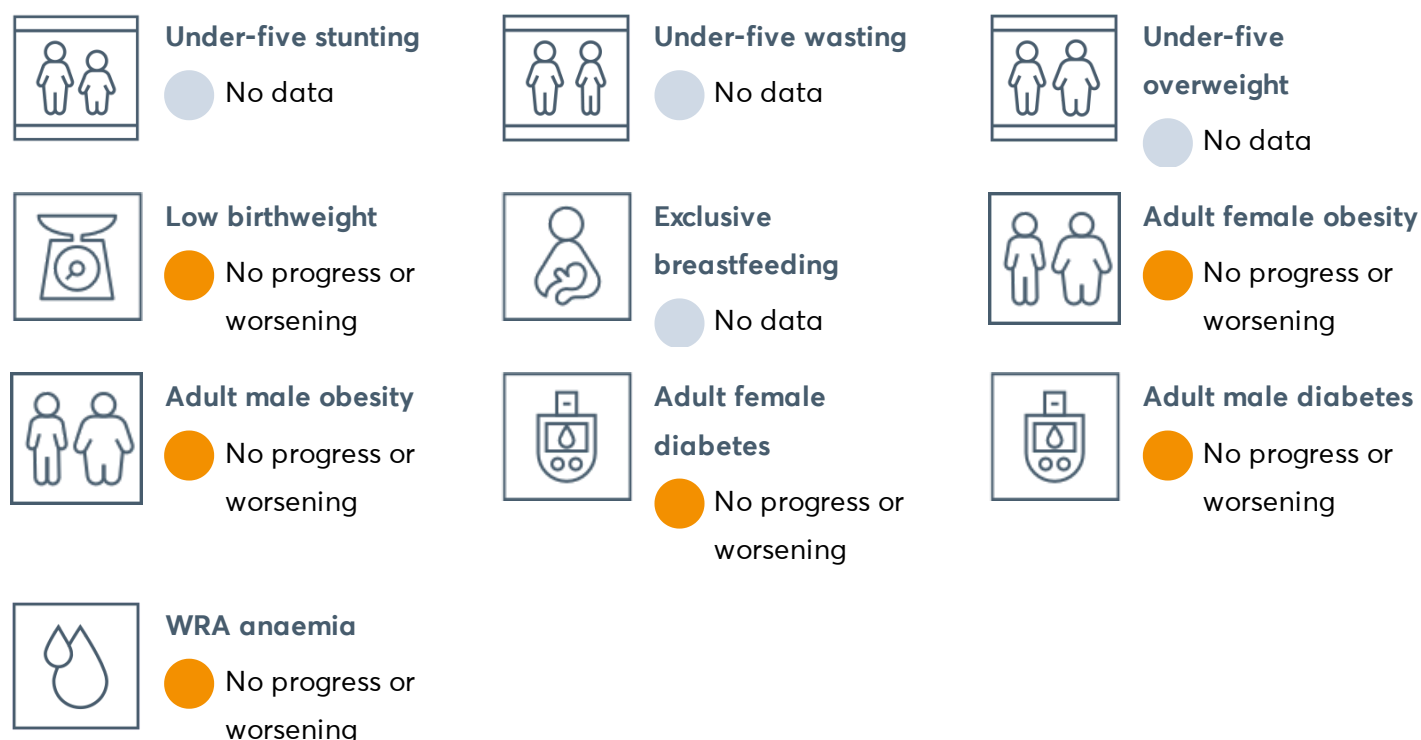 Under-five stunting
No data
Under-five wasting
No data
Under-five
overweight
No data
Low birthweight
No progress or
worsening
Exclusive
breastfeeding
No data
Adult female obesity
No progress or
worsening
Adult male obesity
No progress or
worsening
Adult female
diabetes
No progress or
worsening
Adult male diabetes
No progress or
worsening
WRA anaemia
No progress or
worsening